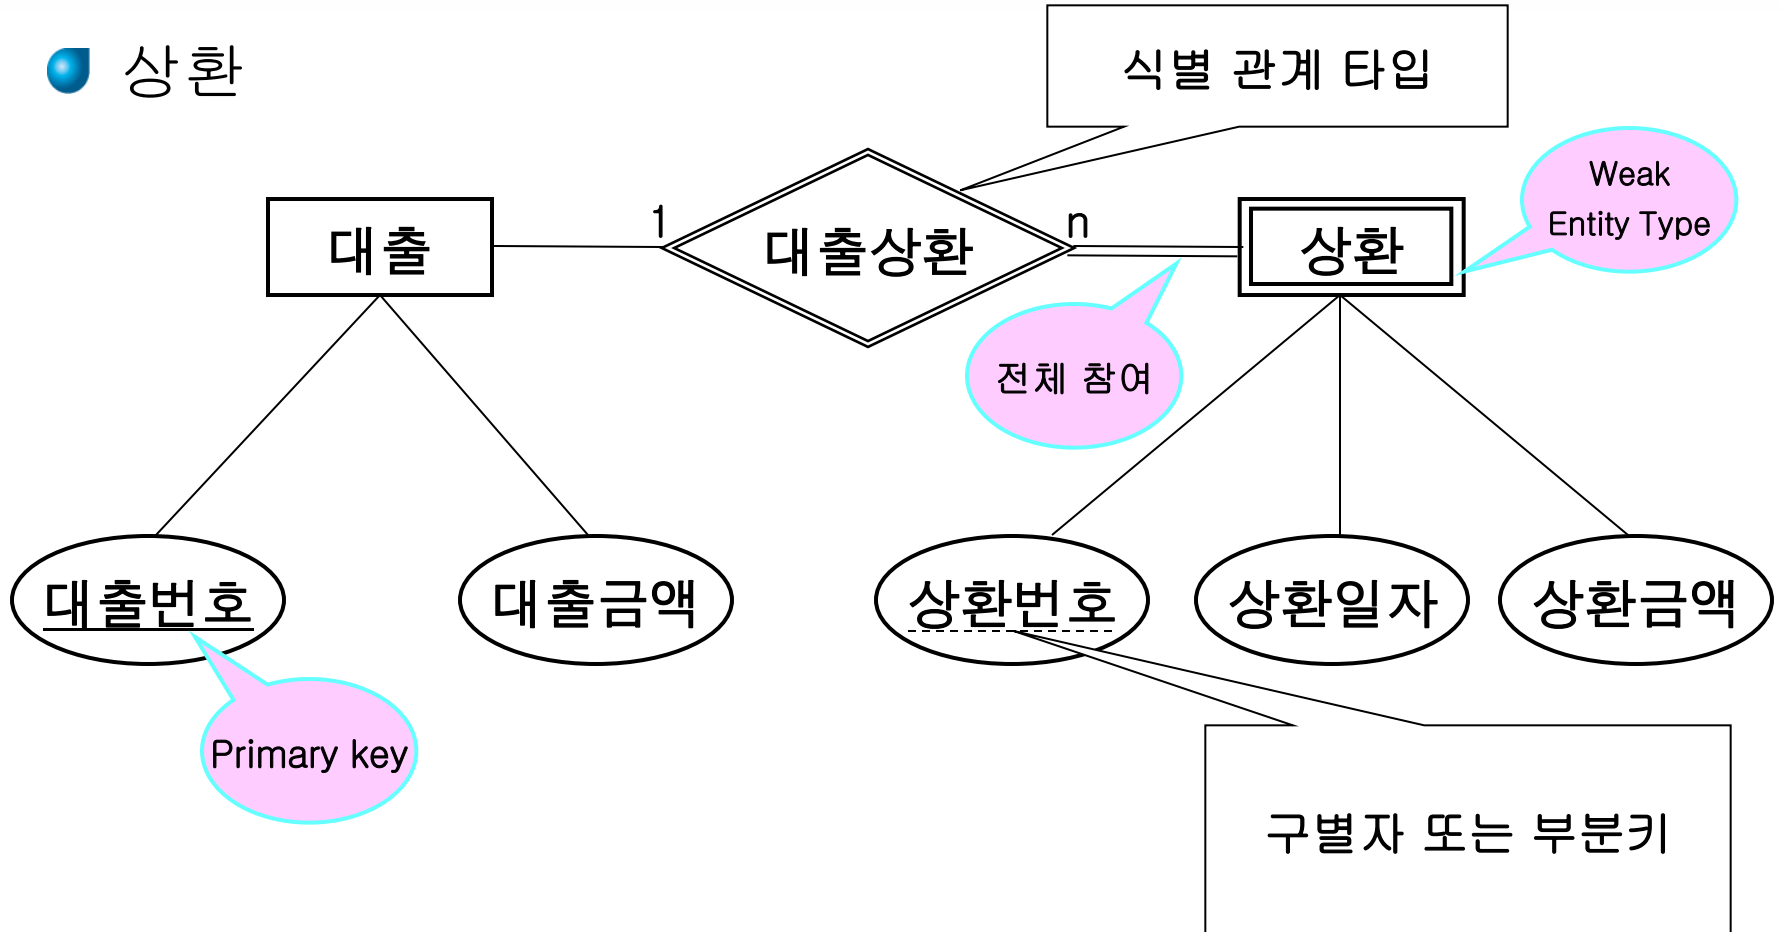 상환
식별 관계 타입
Weak
Entity Type
대출
1
대출상환
n
상환
전체 참여
대출번호
대출금액
상환번호
상환일자
상환금액
Primary key
구별자 또는 부분키